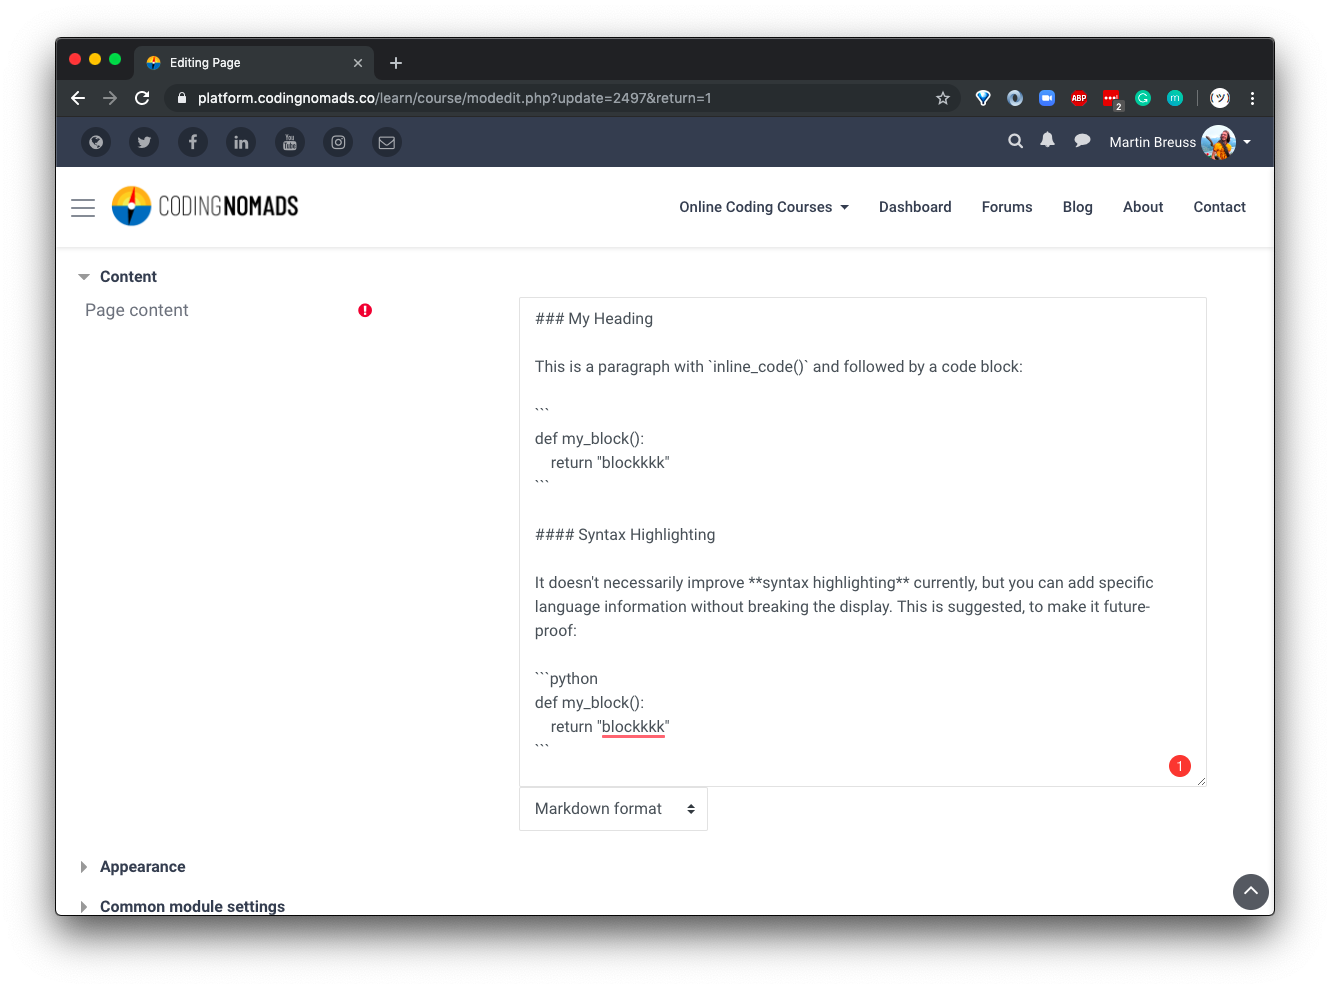 Editing Page
platform.codingnomads.co/learn/course/modedit.php?update=2497&return=1
ABP
2
G
m
You
Tube
Martin Breuss
CODINGNOMADS
Online Coding Courses
Dashboard
Forums
Blog
About
Contact
Content
Page content
### My Heading
This is a paragraph with `inline_code()` and followed by a code block:
```
def my_block():
    return "blockkkk"
```
#### Syntax Highlighting
It doesn't necessarily improve **syntax highlighting** currently, but you can add specific
language information without breaking the display. This is suggested, to make it future-
proof:
```python
def my_block():
    return "blockkkk"
```
1
Markdown format
Appearance
Common module settings